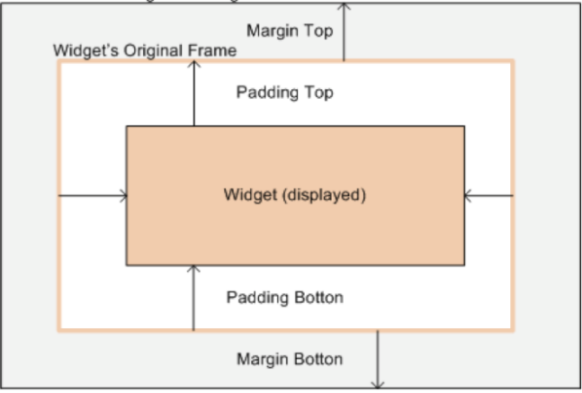 Margin Top
Widget's Original Frame
Padding Top
Widget (displayed)
Padding Botton
Margin Botton